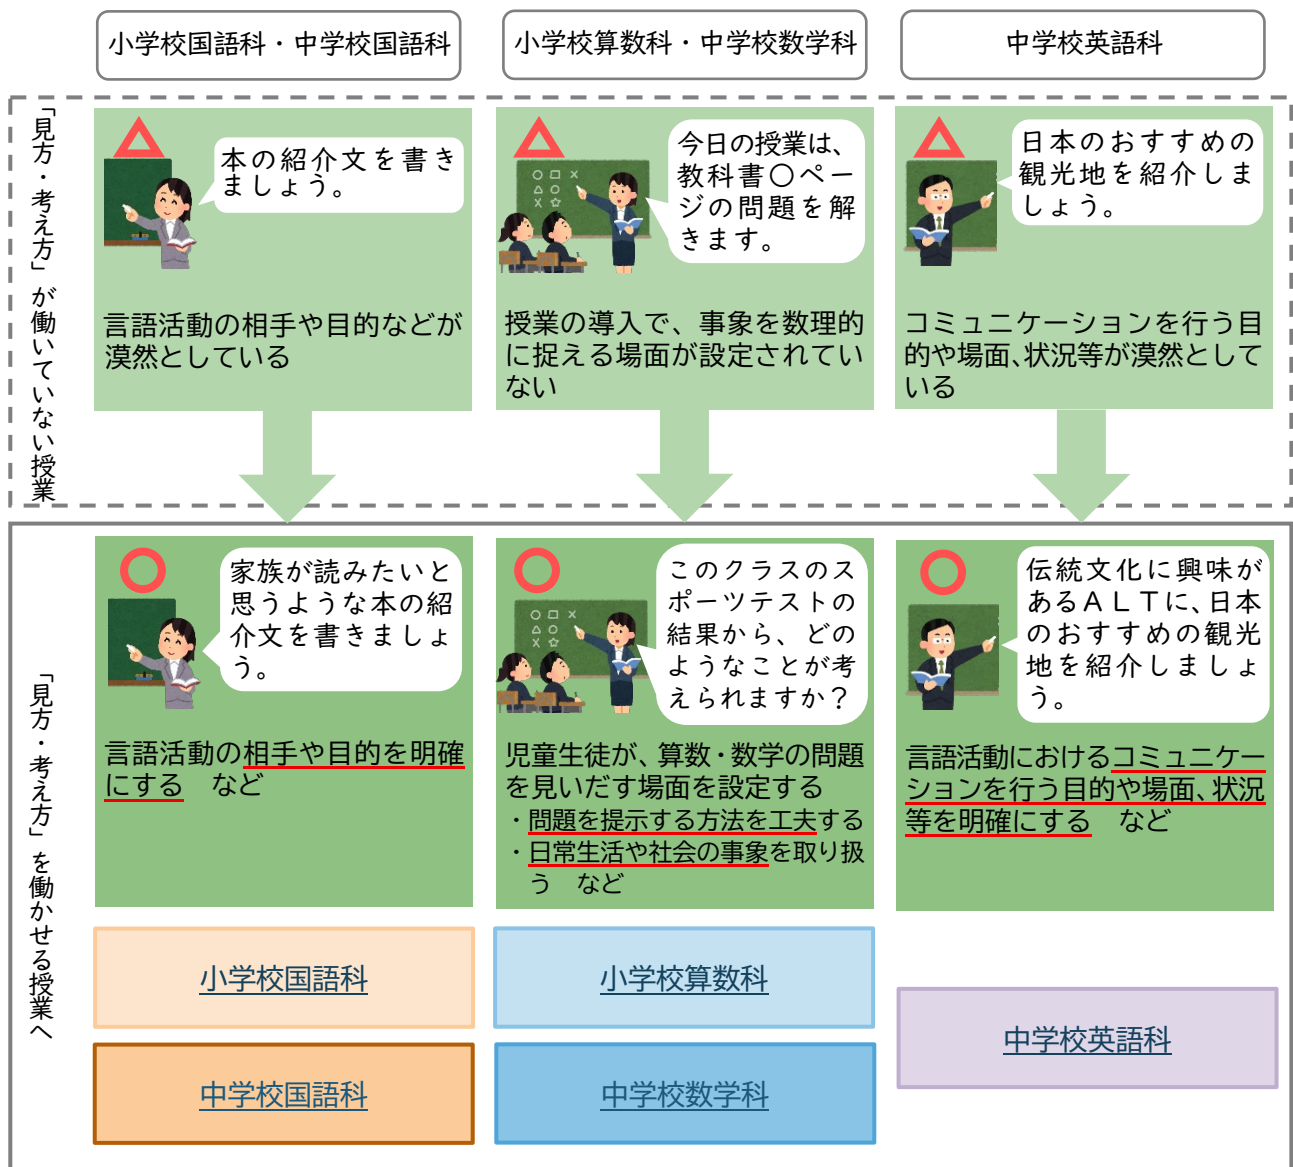 小学校国語科・中学校国語科
小学校算数科・中学校数学科
中学校英語科
「見方・考え方」が働いていない授業
本の紹介文を書き
ましょう。
言語活動の相手や目的などが
漠然としている
今日の授業は、
教科書〇ペー
ジの問題を解
きます。
授業の導入で、事象を数理的
に捉える場面が設定されてい
ない
日本のおすすめの
観光地を紹介しま
しょう。
コミュニケーションを行う目
的や場面、状況等が漠然として
いる
「見方・考え方」を働かせる授業へ
家族が読みたいと
思うような本の紹
介文を書きましょ
う。
言語活動の相手や目的を明確
にする　など
このクラスのス
ポーツテストの
結果から、どの
ようなことが考
えられますか？
児童生徒が、算数・数学の問題
を見いだす場面を設定する
・問題を提示する方法を工夫する
・日常生活や社会の事象を取り扱
う　など
伝統文化に興味が
あるＡＬＴに、日本
のおすすめの観光
地を紹介しましょ
う。
言語活動におけるコミュニケー
ションを行う目的や場面、状況
等を明確にする　など
小学校国語科
中学校国語科
小学校算数科
中学校数学科
中学校英語科